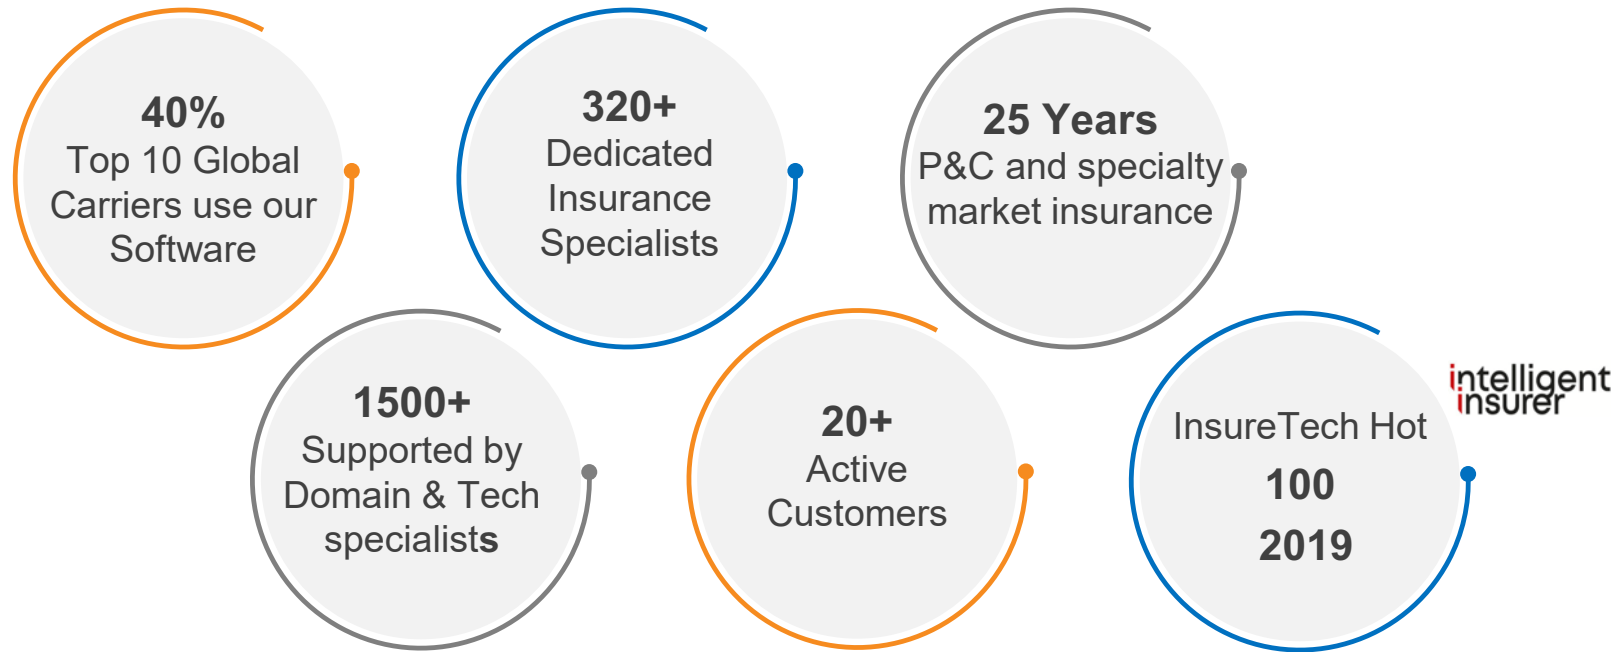 40%
Top 10 Global
Carriers use our
Software
320+
Dedicated
Insurance
Specialists
25 Years
P&C and specialty
market insurance
1500+
Supported by
Domain & Tech
specialists
20+
Active
Customers
InsureTech Hot
100
2019
intelligent
insurer